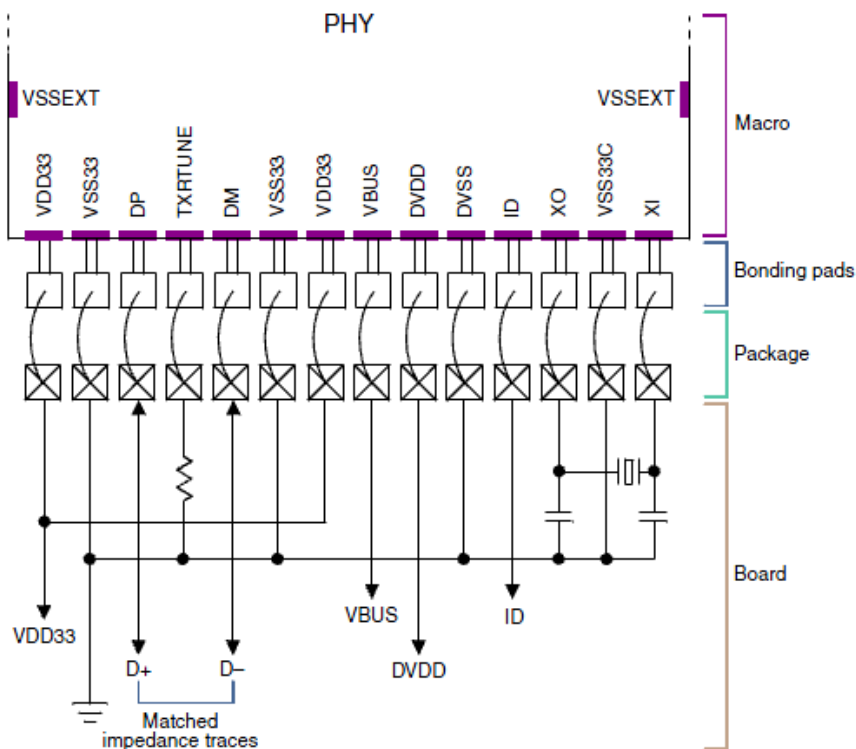 PHY
VSSEXT
VSSEXT
Macro
VDD33
VSS33
DP
TXRTUNE
DM
VSS33
VDD33
VBUS
DVDD
DVSS
ID
XO
VSS33C
XI
Bonding pads
Package
Board
VBUS
ID
VDD33
D+
D–
DVDD
Matched
impedance traces